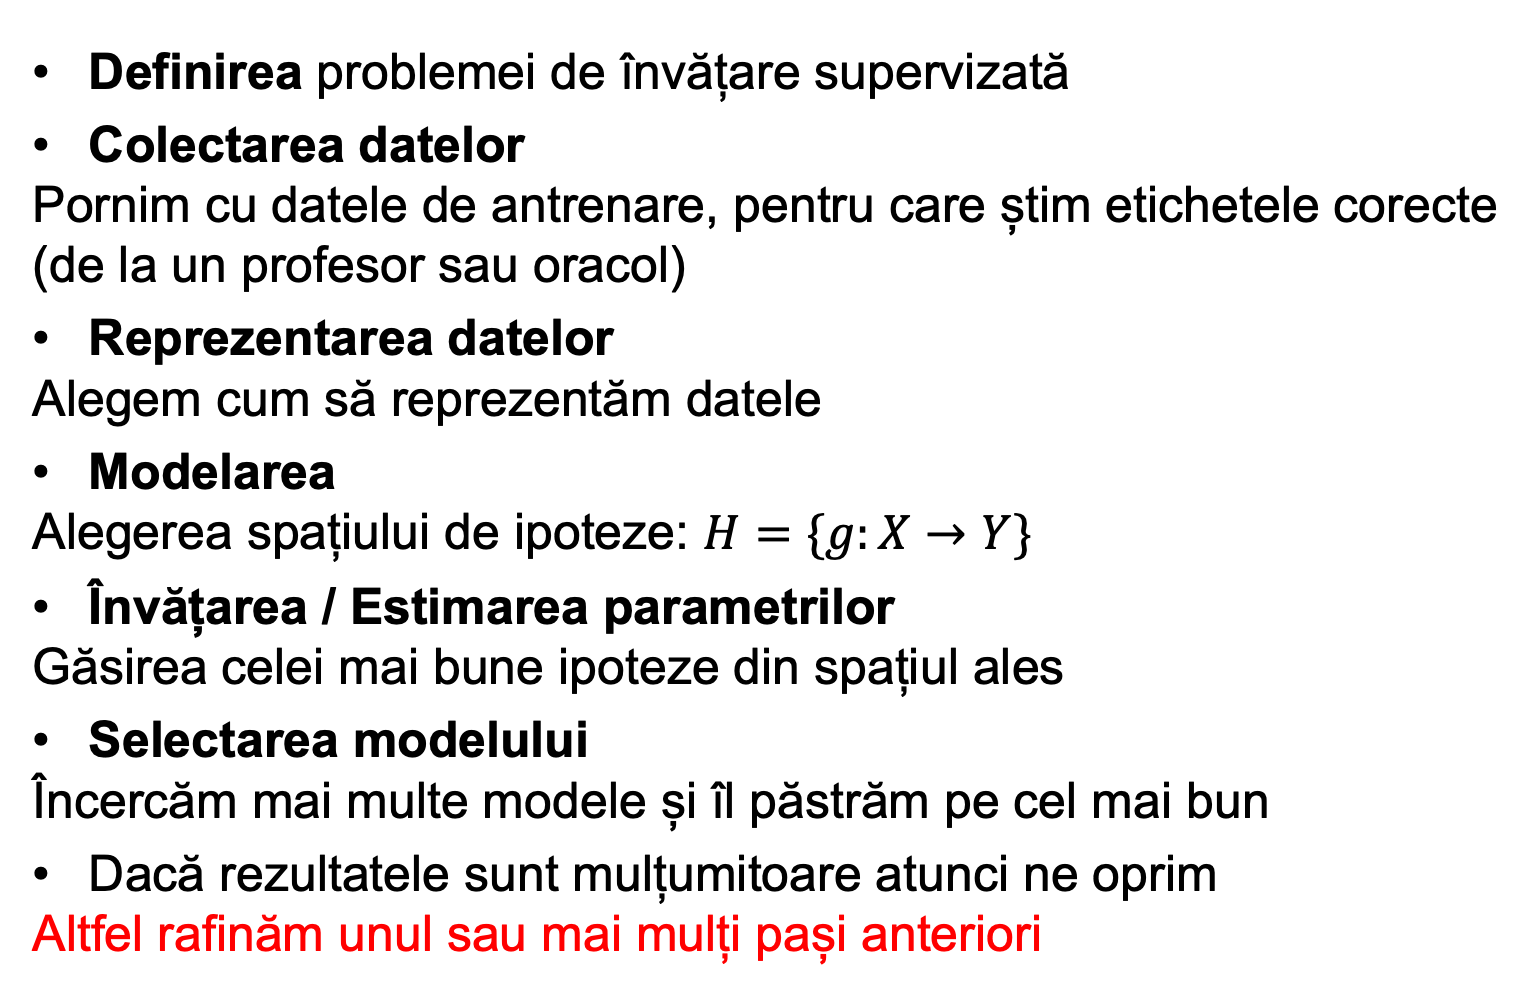 • Definirea problemei de învățare supervizată
• Colectarea datelor
Pornim cu datele de antrenare, pentru care știm etichetele corecte
(de la un profesor sau oracol)
• Reprezentarea datelor
Alegem cum să reprezentăm datele
• Modelarea
Alegerea spațiului de ipoteze: H = {g: X → Y}
• Învățarea / Estimarea parametrilor
Găsirea celei mai bune ipoteze din spațiul ales
• Selectarea modelului
Încercăm mai multe modele și îl păstrăm pe cel mai bun
• Dacă rezultatele sunt mulțumitoare atunci ne oprim
Altfel rafinăm unul sau mai mulți pași anteriori